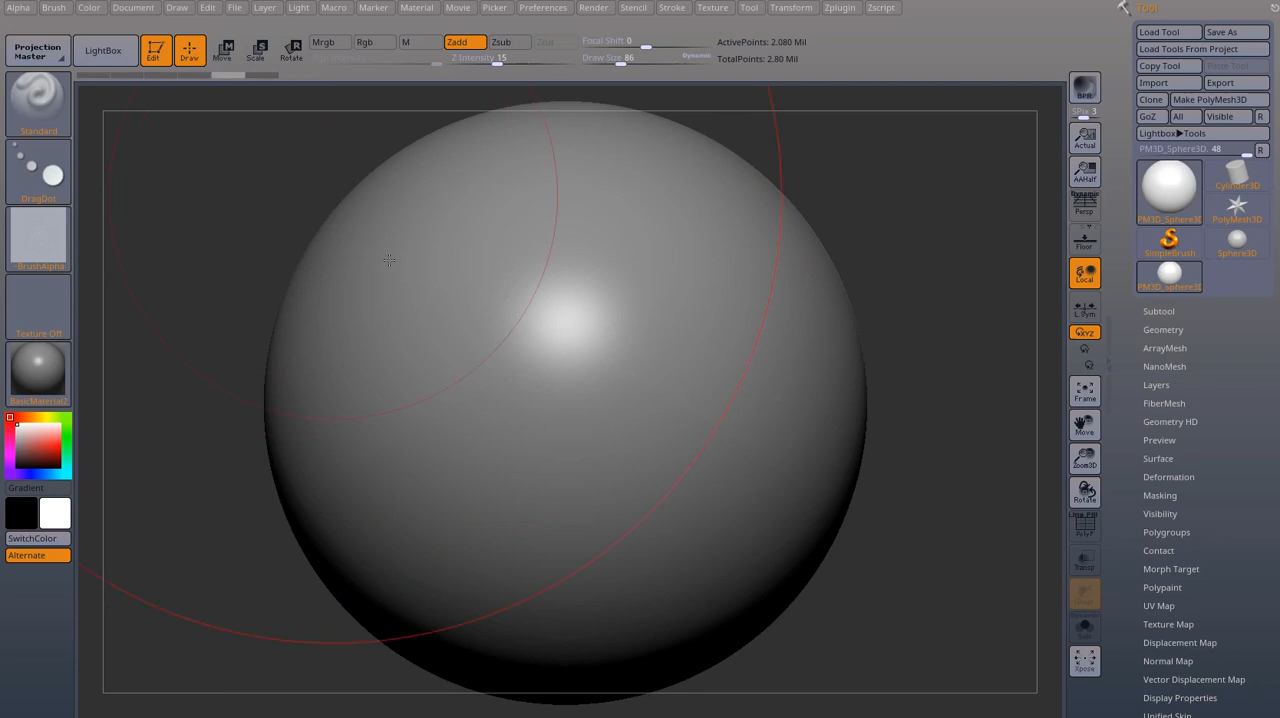 Alpha Brush Color Document Draw Edit File Layer Light Macro Marker Material Movie Picker Preferences Render Stencil Stroke Texture Tool Transform Zplugin Zscript
Tool
Projection Master
LightBox
Edit
Draw
Move
Scale
Rotate
Mrgb
Rgb
M
Zadd
Zsub
Zcut
Z Intensity 15
Focal Shift 0
Draw Size 86
Dynamic
ActivePoints: 2.080 Mil
TotalPoints: 2.80 Mil
Standard
DragDot
BrushAlpha
Texture Off
BasicMaterial2
Gradient
SwitchColor
Alternate
BPR
SPix 3
Actual
AAHalf
Dynamic
Persp
Floor
Local
L.Sym
XYZ
Frame
Move
Zoom3D
Rotate
Line Fill
PolyF
Transp
Xpose
Load Tool Save As
Load Tools From Project
Copy Tool Paste Tool
Import Export
Clone Make PolyMesh3D
GoZ All Visible R
Lightbox▶Tools
PM3D_Sphere3D. 48 R
PM3D_Sphere3D
Cylinder3D
PolyMesh3D
SimpleBrush
Sphere3D
PM3D_Sphere3D
Subtool
Geometry
ArrayMesh
NanoMesh
Layers
FiberMesh
Geometry HD
Preview
Surface
Deformation
Masking
Visibility
Polygroups
Contact
Morph Target
Polypaint
UV Map
Texture Map
Displacement Map
Normal Map
Vector Displacement Map
Display Properties
Unified Skin